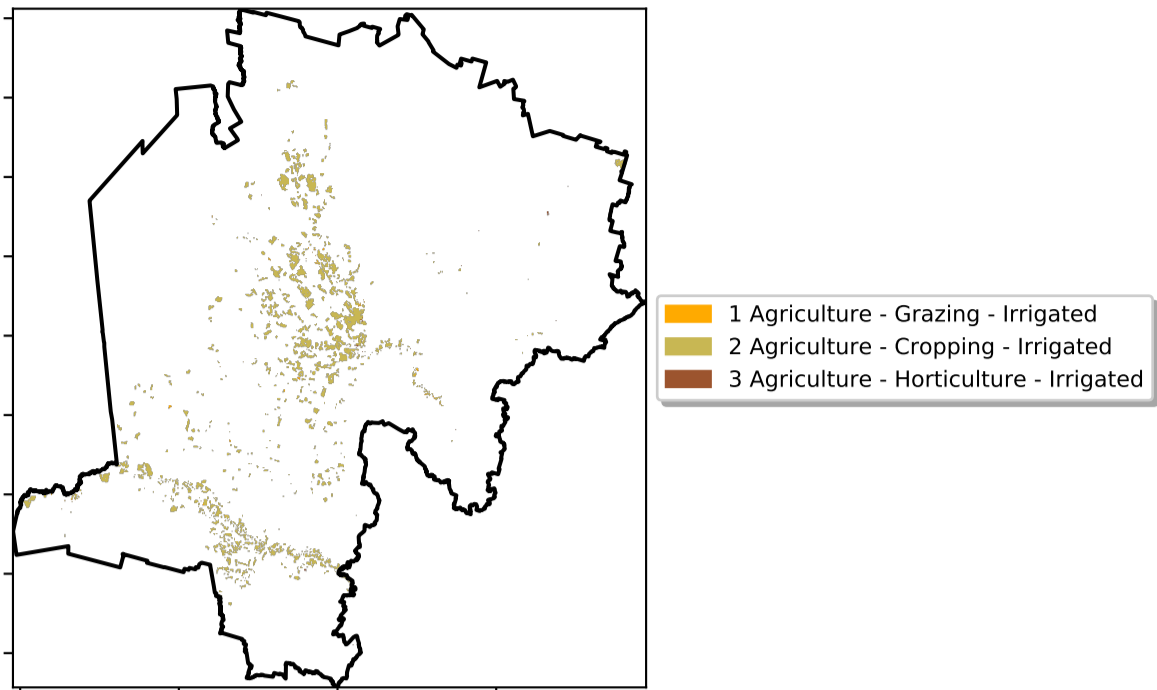 1 Agriculture - Grazing - Irrigated
2 Agriculture - Cropping - Irrigated
3 Agriculture - Horticulture - Irrigated